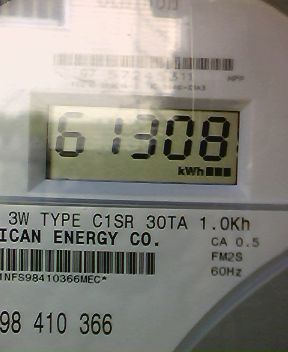 61308
kWh
3W TYPE C1SR 30TA 1.0Kh
ICAN ENERGY CO.
CA 0.5
FM2S
60Hz
1NFS98410366MEC*
98 410 366